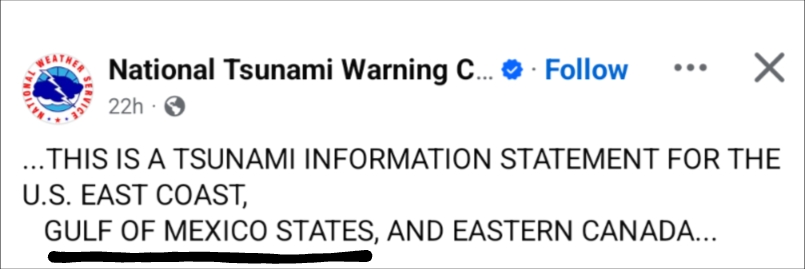 NATIONAL WEATHER SERVICE
National Tsunami Warning C... · Follow
22h ·
...THIS IS A TSUNAMI INFORMATION STATEMENT FOR THE
U.S. EAST COAST,
GULF OF MEXICO STATES, AND EASTERN CANADA...